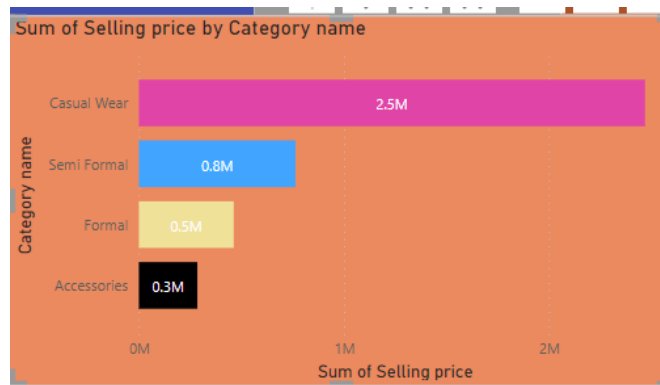 Sum of Selling price by Category name
Category name
Casual Wear
2.5M
Semi Formal
0.8M
Formal
0.5M
Accessories
0.3M
0M
1M
2M
Sum of Selling price